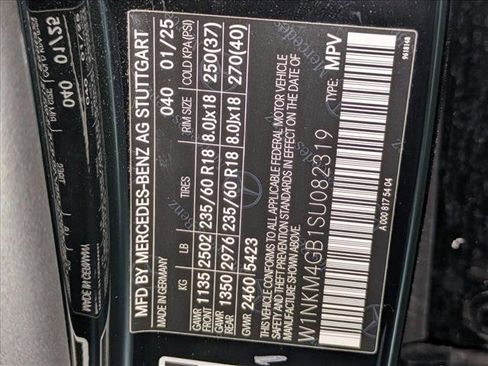 MFD BY MERCEDES-BENZ AG STUTTGART
MADE IN GERMANY 040 01/25
KG LB TIRES RIM SIZE COLD KPA(PSI)
GAWR FRONT 1135 2502 235/60 R18 8.0Jx18 250(37)
GAWR REAR 1350 2976 235/60 R18 8.0Jx18 270(40)
GVWR 2460 5423
THIS VEHICLE CONFORMS TO ALL APPLICABLE FEDERAL MOTOR VEHICLE
SAFETY AND THEFT PREVENTION STANDARDS IN EFFECT ON THE DATE OF
MANUFACTURE SHOWN ABOVE.
W1NKM4GB1SU082319 TYPE: MPV
A 000 817 54 04